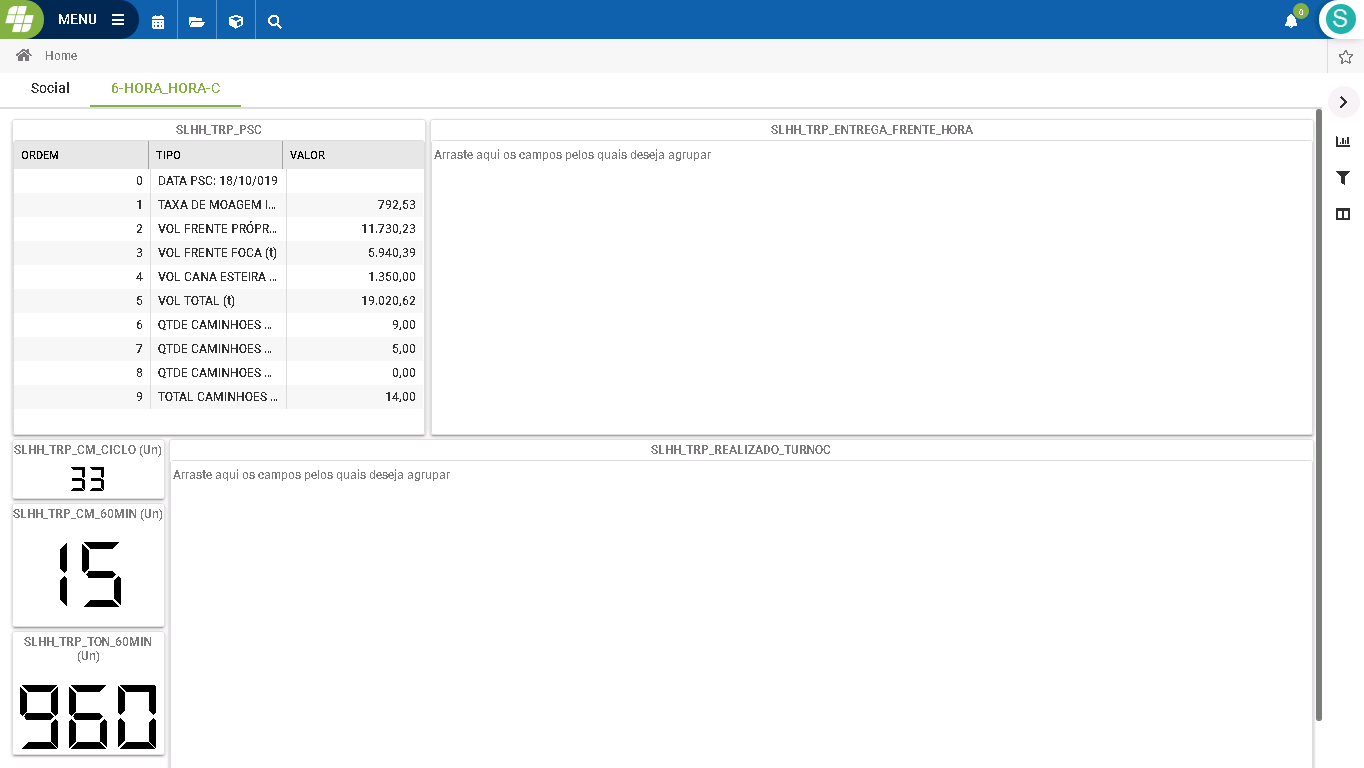 MENU
0
S
Home
Social
6-HORA_HORA-C
SLHH_TRP_PSC
ORDEM TIPO VALOR
0 DATA PSC: 18/10/019
1 TAXA DE MOAGEM I... 792,53
2 VOL FRENTE PRÓPR... 11.730,23
3 VOL FRENTE FOCA (t) 5.940,39
4 VOL CANA ESTEIRA ... 1.350,00
5 VOL TOTAL (t) 19.020,62
6 QTDE CAMINHOES ... 9,00
7 QTDE CAMINHOES ... 5,00
8 QTDE CAMINHOES ... 0,00
9 TOTAL CAMINHOES ... 14,00
SLHH_TRP_ENTREGA_FRENTE_HORA
Arraste aqui os campos pelos quais deseja agrupar
SLHH_TRP_CM_CICLO (Un)
33
SLHH_TRP_CM_60MIN (Un)
15
SLHH_TRP_TON_60MIN
(Un)
960
SLHH_TRP_REALIZADO_TURNOC
Arraste aqui os campos pelos quais deseja agrupar